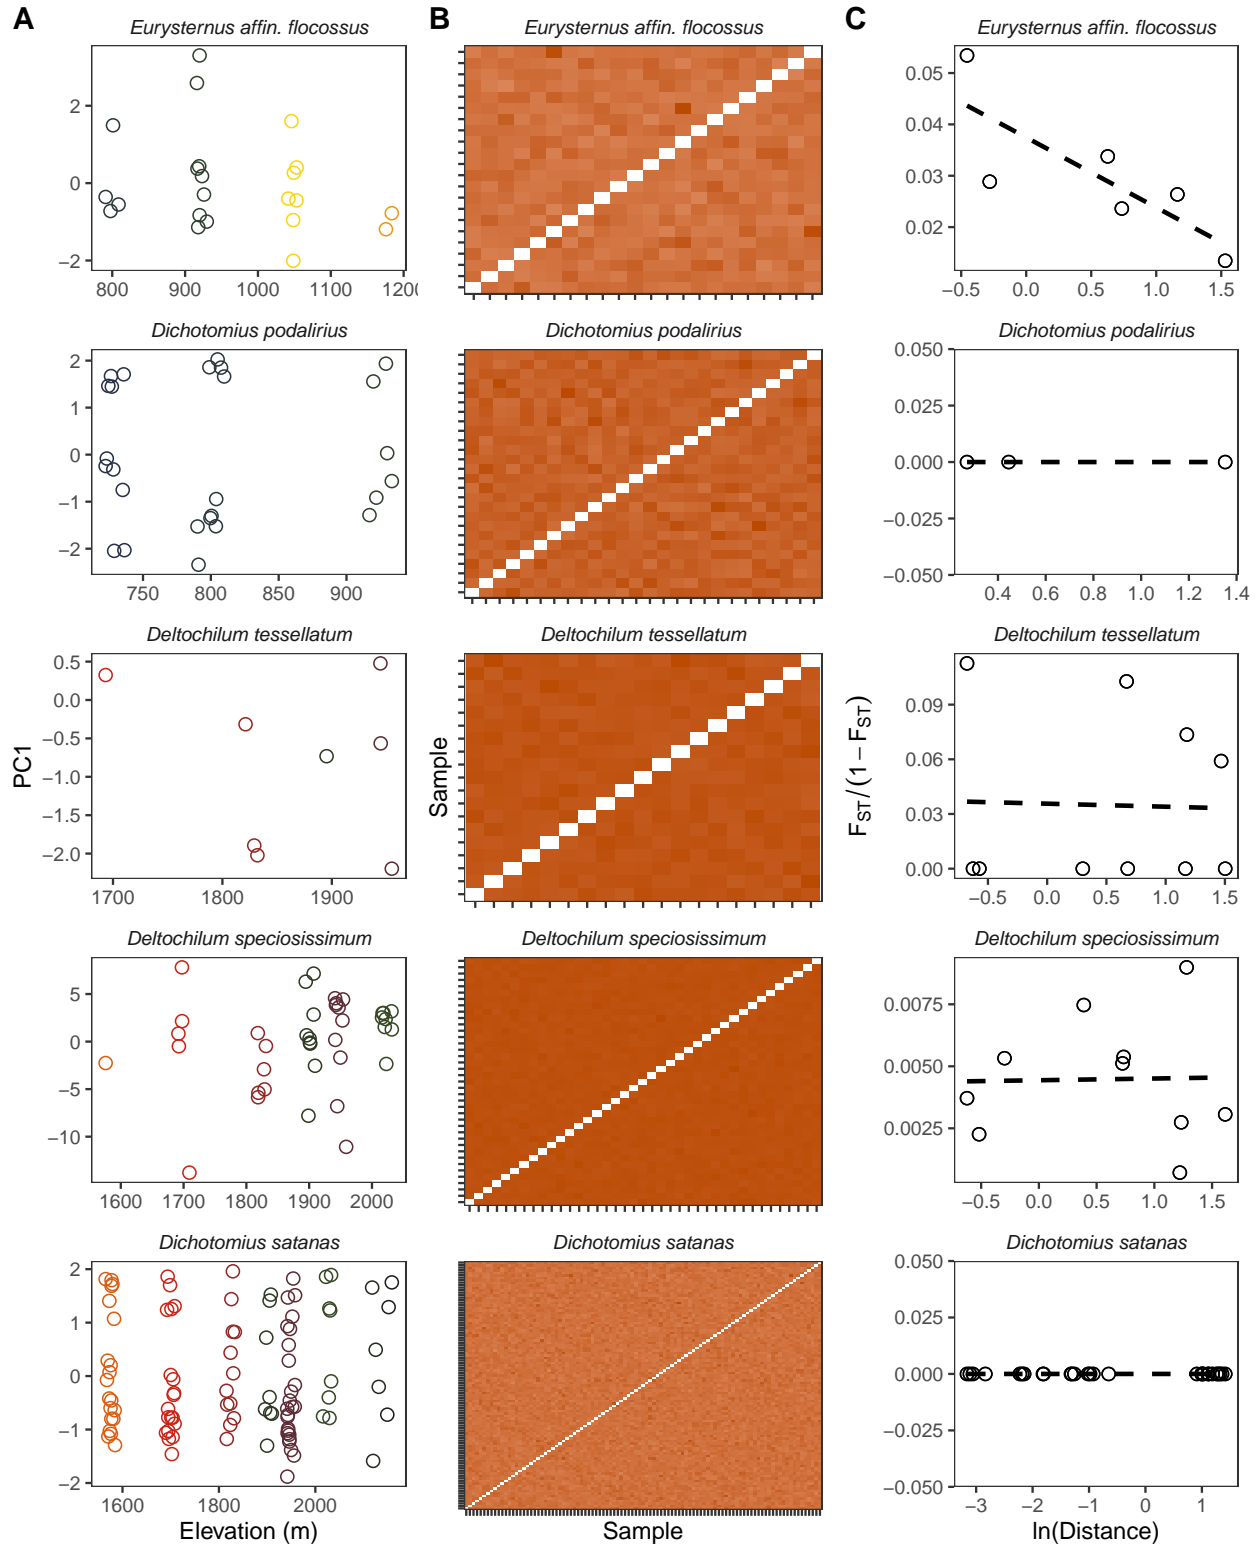 A B C
Eurysternus affin. flocossus Eurysternus affin. flocossus Eurysternus affin. flocossus
2
0
−2
800 900 1000 1100 1200
0.05
0.04
0.03
0.02
−0.5 0.0 0.5 1.0 1.5
Dichotomius podalirius Dichotomius podalirius Dichotomius podalirius
2
1
0
−1
−2
750 800 850 900
0.050
0.025
0.000
−0.025
−0.050
0.4 0.6 0.8 1.0 1.2 1.4
Deltochilum tessellatum Deltochilum tessellatum Deltochilum tessellatum
PC1
0.5
0.0
−0.5
−1.0
−1.5
−2.0
1700 1800 1900
Sample
FST/(1 − FST)
0.09
0.06
0.03
0.00
−0.5 0.0 0.5 1.0 1.5
Deltochilum speciosissimum Deltochilum speciosissimum Deltochilum speciosissimum
5
0
−5
−10
1600 1700 1800 1900 2000
0.0075
0.0050
0.0025
−0.5 0.0 0.5 1.0 1.5
Dichotomius satanas Dichotomius satanas Dichotomius satanas
2
1
0
−1
−2
1600 1800 2000
0.050
0.025
0.000
−0.025
−0.050
−3 −2 −1 0 1
Elevation (m) Sample ln(Distance)